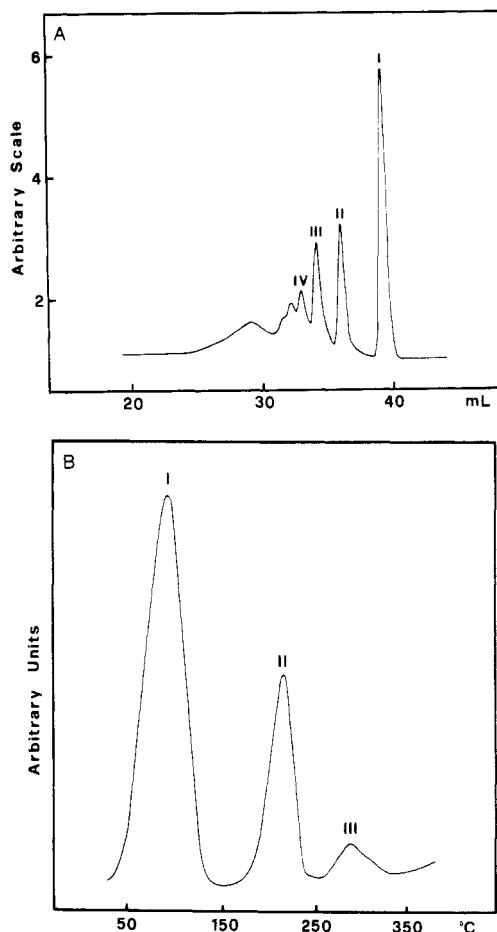 A
Arbitrary Scale
6
4
2
I
II
III
IV
20 30 40 mL
B
Arbitrary Units
I
II
III
50 150 250 350 °C